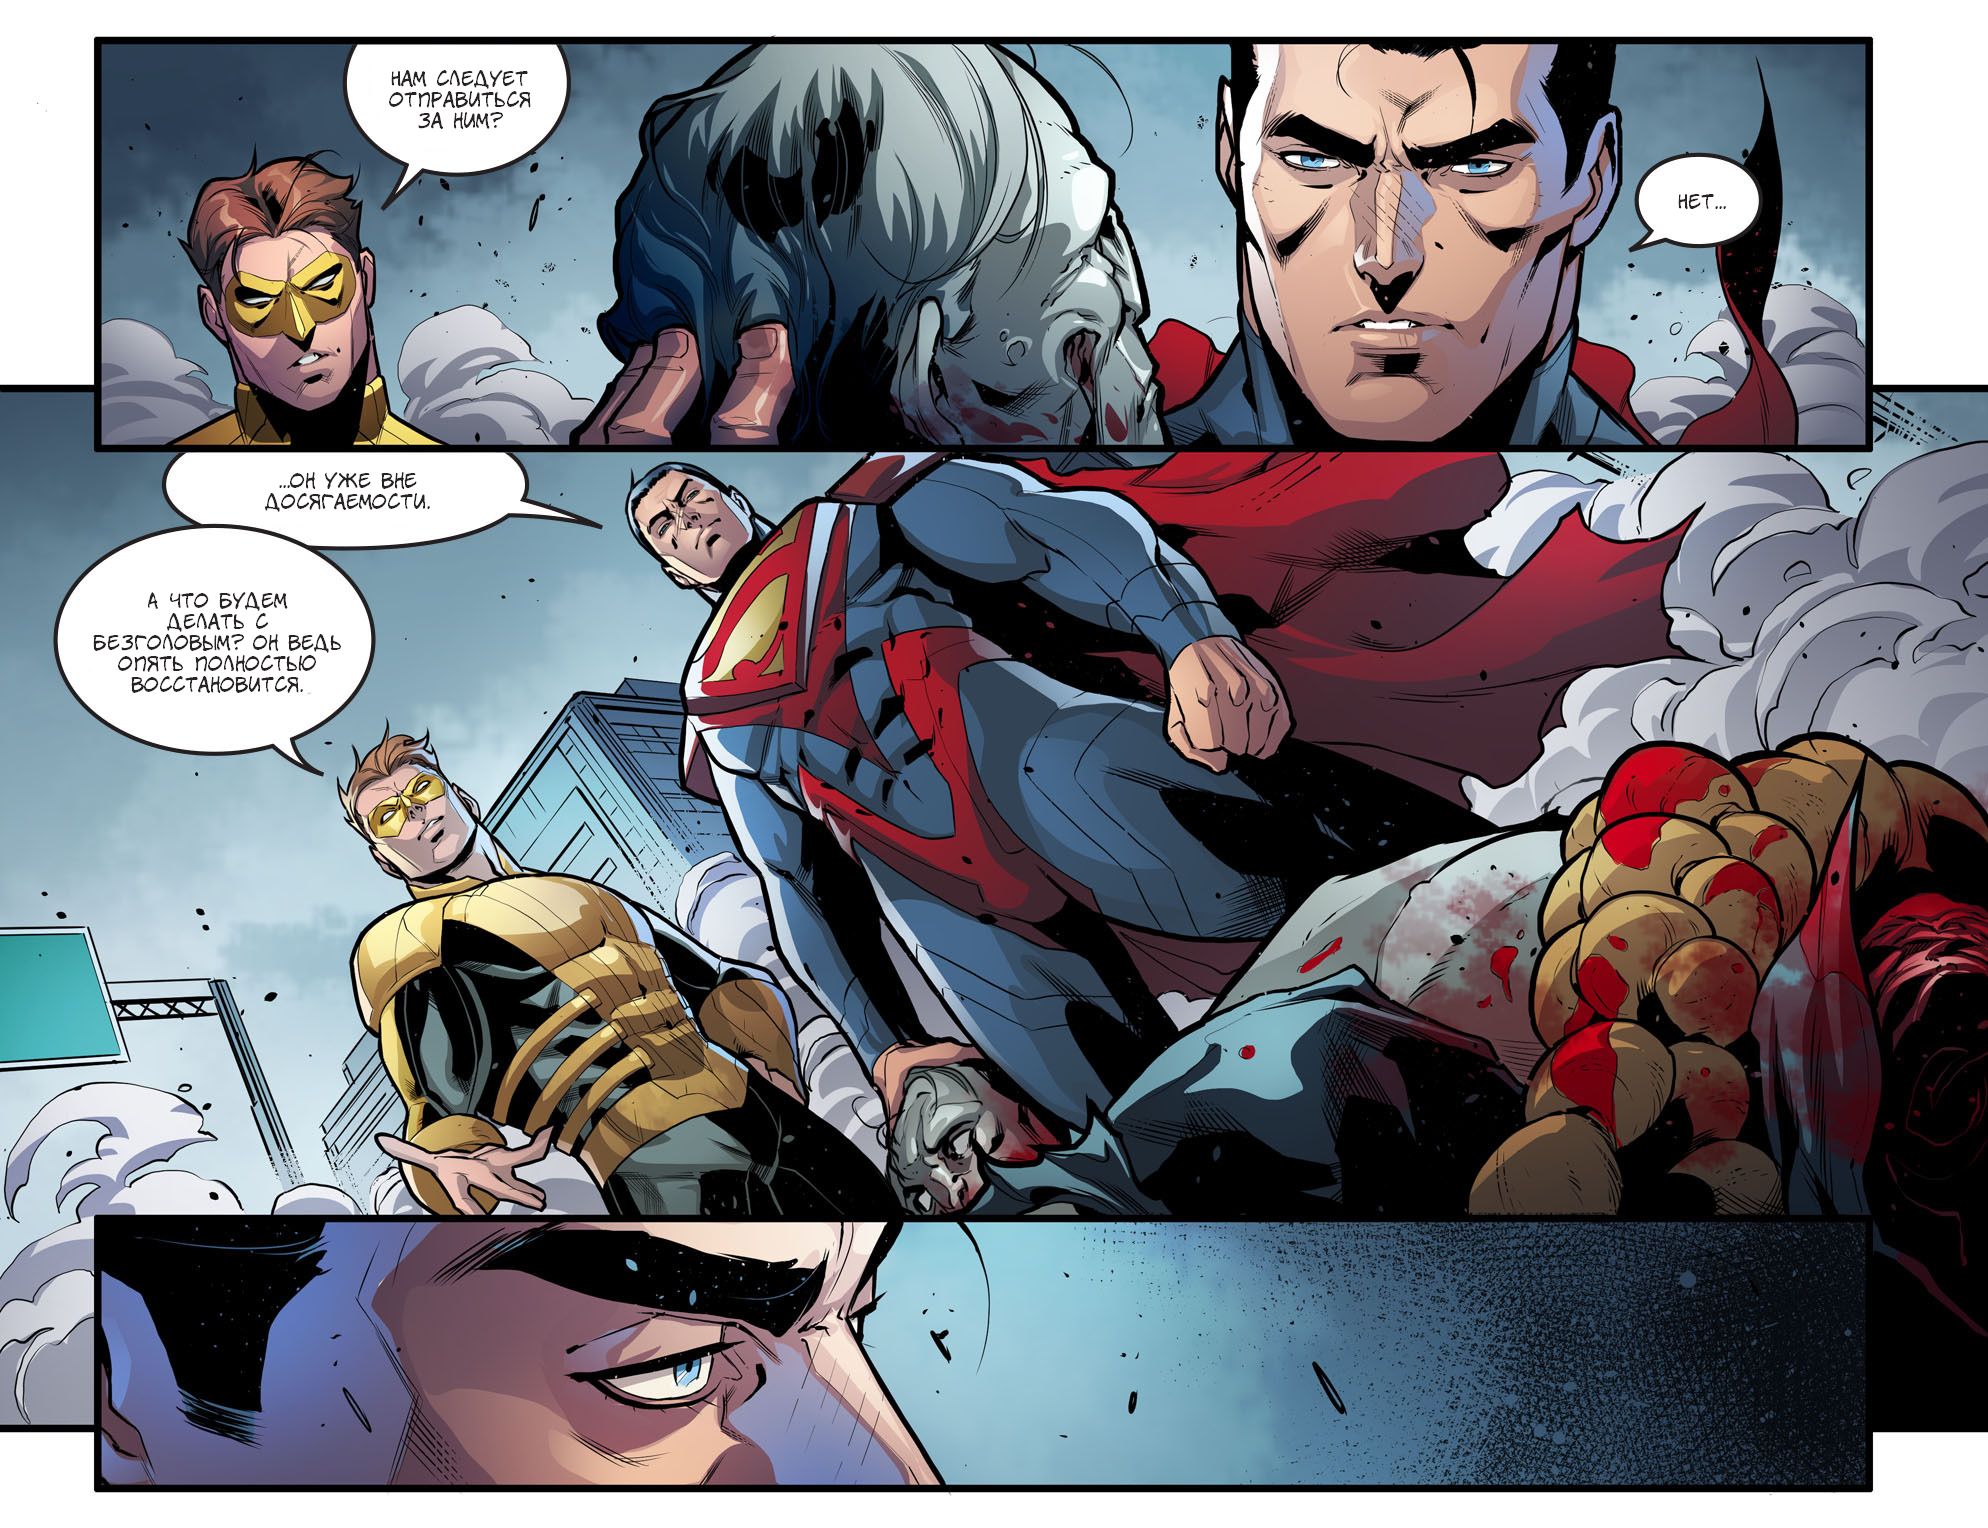 НАМ СЛЕДУЕТ
ОТПРАВИТЬСЯ
ЗА НИМ?
НЕТ...
...ОН УЖЕ ВНЕ
ДОСЯГАЕМОСТИ.
А ЧТО БУДЕМ
ДЕЛАТЬ С
БЕЗГОЛОВЫМ? ОН ВЕДЬ
ОПЯТЬ ПОЛНОСТЬЮ
ВОССТАНОВИТСЯ.